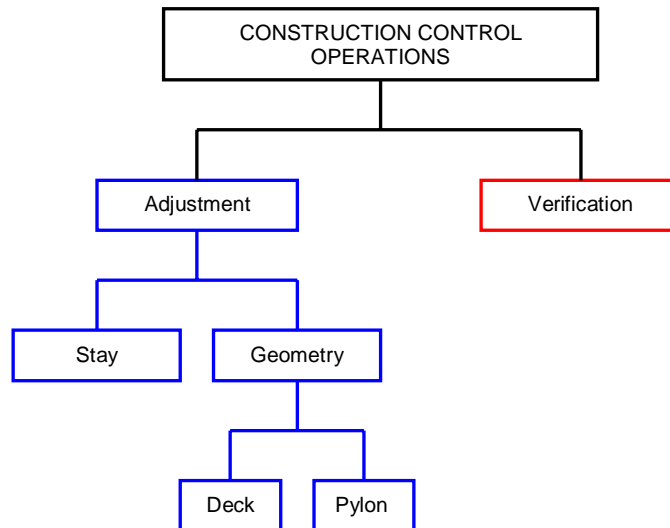 CONSTRUCTION CONTROL
OPERATIONS
Adjustment
Verification
Stay
Geometry
Deck
Pylon